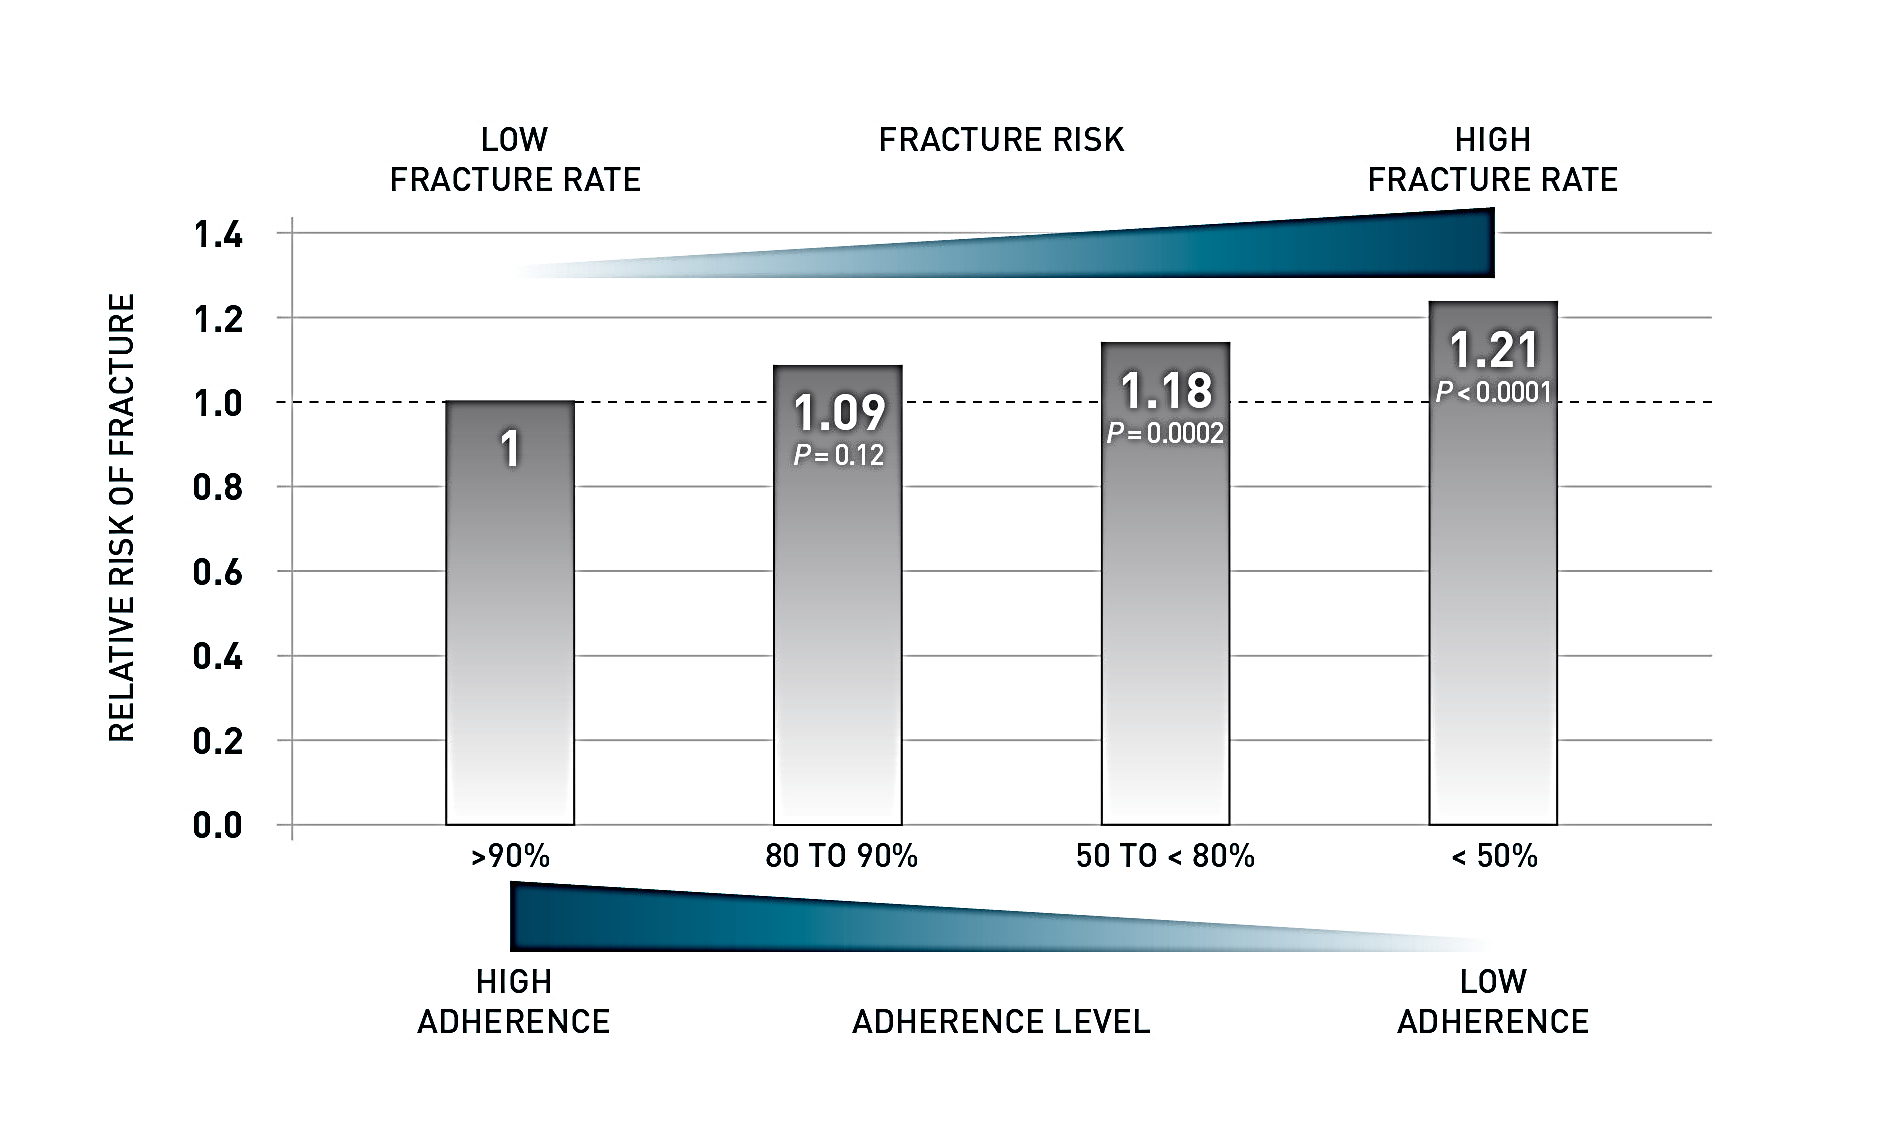 LOW
FRACTURE RATE
FRACTURE RISK
HIGH
FRACTURE RATE
RELATIVE RISK OF FRACTURE
1.4
1.2
1.0
0.8
0.6
0.4
0.2
0.0
1
1.09
P = 0.12
1.18
P = 0.0002
1.21
P < 0.0001
>90%
80 TO 90%
50 TO < 80%
< 50%
HIGH
ADHERENCE
ADHERENCE LEVEL
LOW
ADHERENCE